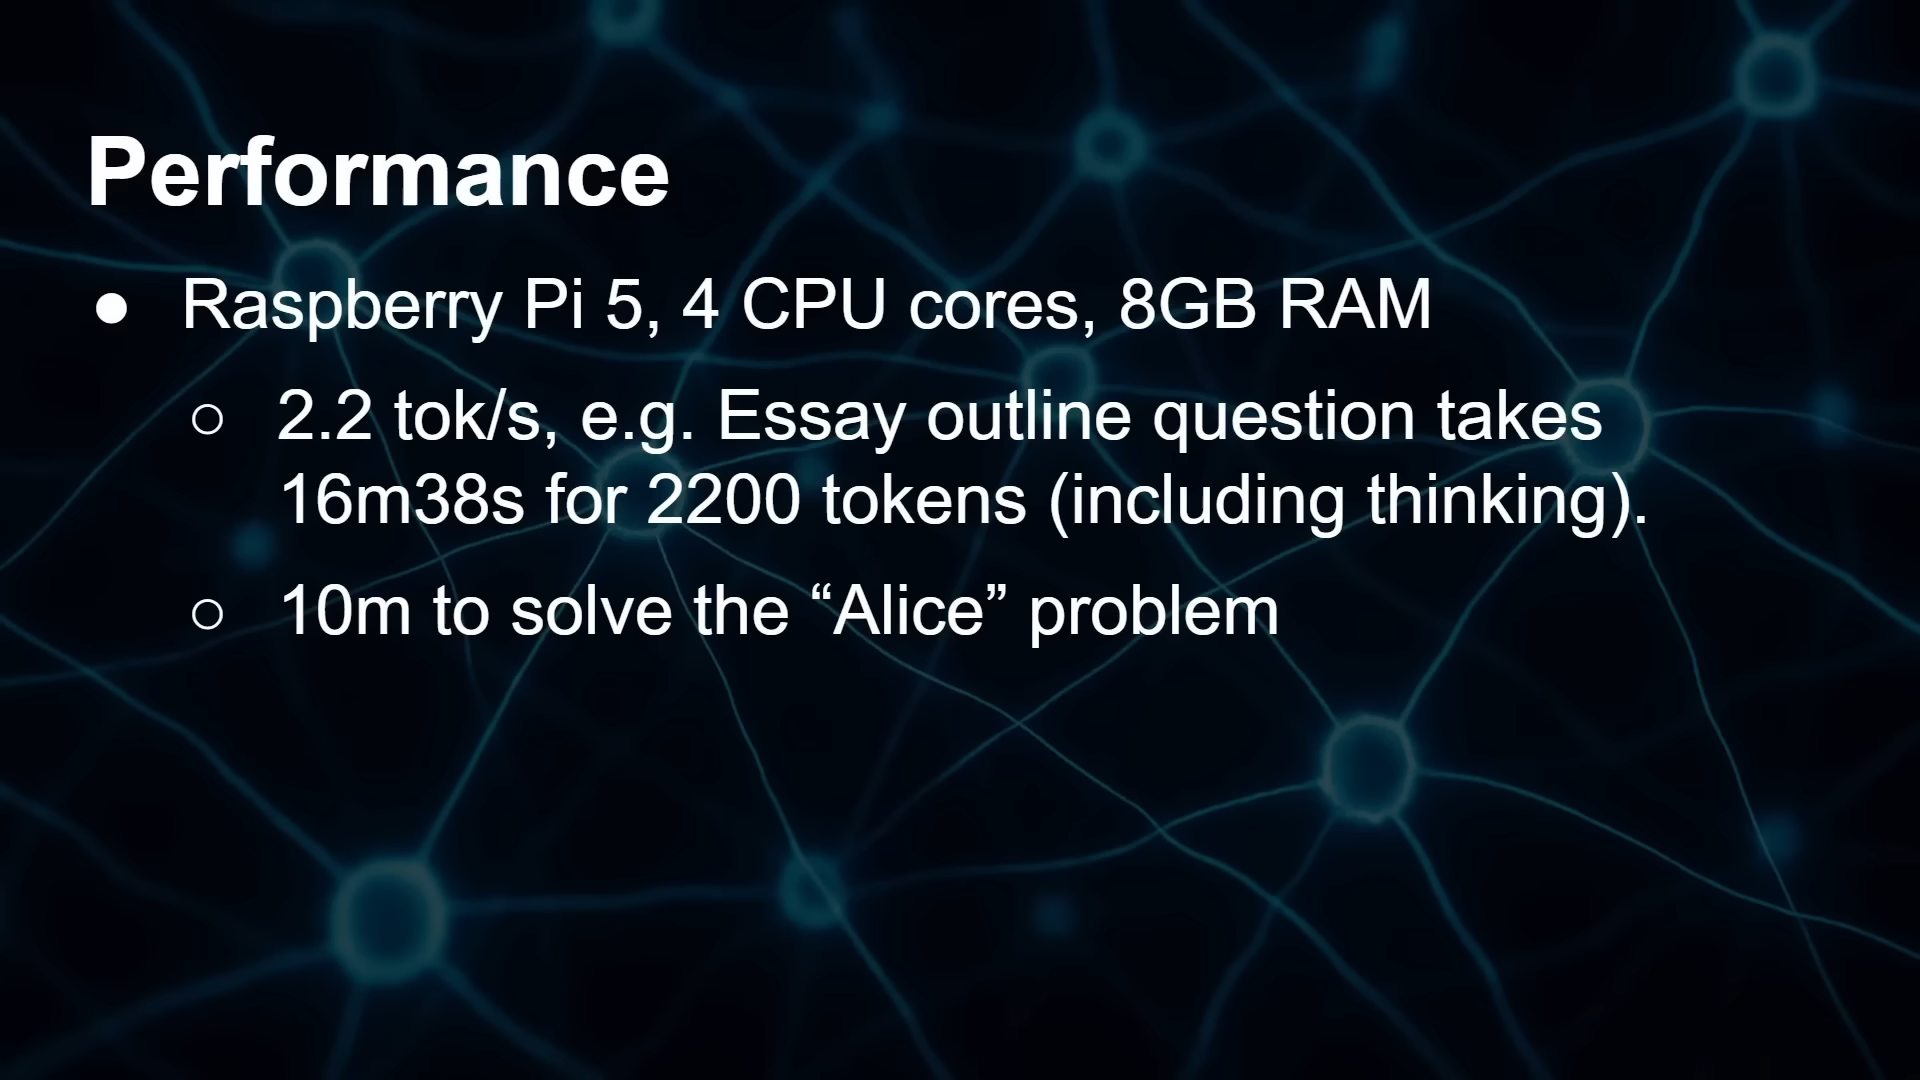 Performance
● Raspberry Pi 5, 4 CPU cores, 8GB RAM
○ 2.2 tok/s, e.g. Essay outline question takes
16m38s for 2200 tokens (including thinking).
○ 10m to solve the “Alice” problem